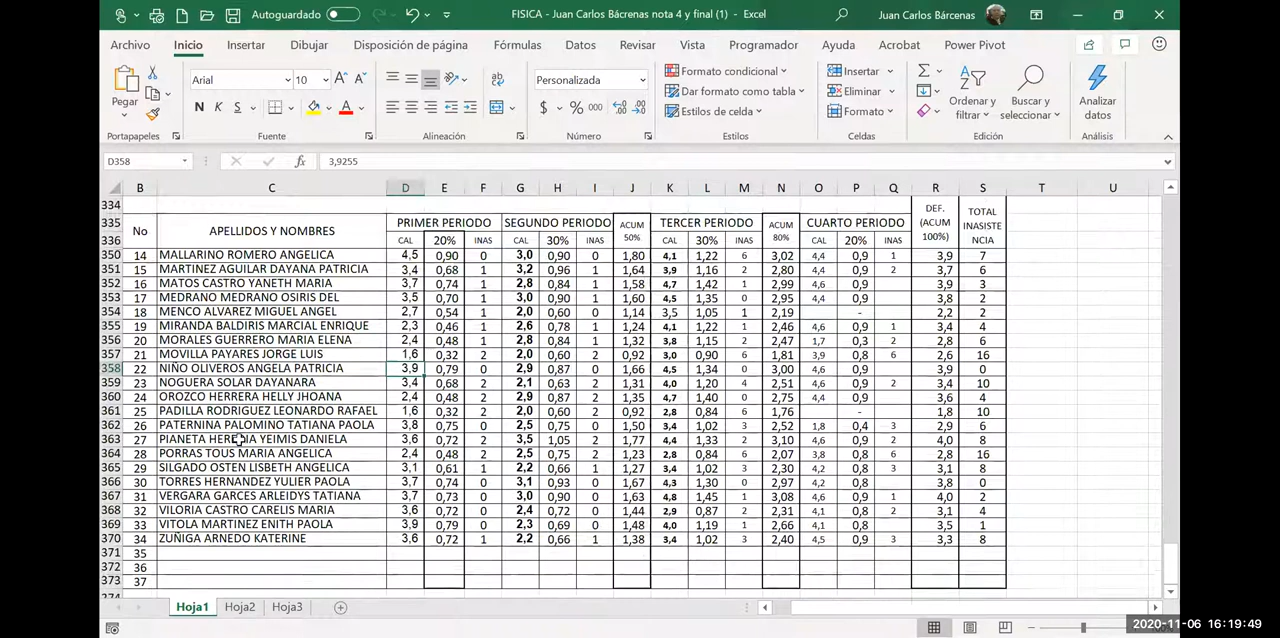 Autoguardado FISICA - Juan Carlos Bácrenas nota 4 y final (1) - Excel Juan Carlos Bárcenas
Archivo Inicio Insertar Dibujar Disposición de página Fórmulas Datos Revisar Vista Programador Ayuda Acrobat Power Pivot
Pegar
Arial 10
N K S
Personalizada
$ % 000
Formato condicional
Dar formato como tabla
Estilos de celda
Insertar
Eliminar
Formato
Ordenar y filtrar
Buscar y seleccionar
Analizar datos
Portapapeles Fuente Alineación Número Estilos Celdas Edición Análisis
D358 fx 3,9255
B C D E F G H I J K L M N O P Q R S T U
334
335 No APELLIDOS Y NOMBRES PRIMER PERIODO SEGUNDO PERIODO ACUM 50% TERCER PERIODO ACUM 80% CUARTO PERIODO DEF. (ACUM 100%) TOTAL INASISTE NCIA
336 CAL 20% INAS CAL 30% INAS CAL 30% INAS CAL 20% INAS
350 14 MALLARINO ROMERO ANGELICA 4,5 0,90 0 3,0 0,90 0 1,80 4,1 1,22 6 3,02 4,4 0,9 1 3,9 7
351 15 MARTINEZ AGUILAR DAYANA PATRICIA 3,4 0,68 1 3,2 0,96 1 1,64 3,9 1,16 2 2,80 4,4 0,9 2 3,7 6
352 16 MATOS CASTRO YANETH MARIA 3,7 0,74 1 2,8 0,84 1 1,58 4,7 1,42 1 2,99 4,6 0,9 3,9 3
353 17 MEDRANO MEDRANO OSIRIS DEL 3,5 0,70 1 3,0 0,90 1 1,60 4,5 1,35 0 2,95 4,4 0,9 3,8 2
354 18 MENCO ALVAREZ MIGUEL ANGEL 2,7 0,54 1 2,0 0,60 0 1,14 3,5 1,05 1 2,19 - 2,2 2
355 19 MIRANDA BALDIRIS MARCIAL ENRIQUE 2,3 0,46 1 2,6 0,78 1 1,24 4,1 1,22 1 2,46 4,6 0,9 1 3,4 4
356 20 MORALES GUERRERO MARIA ELENA 2,4 0,48 1 2,8 0,84 1 1,32 3,8 1,15 2 2,47 1,7 0,3 2 2,8 6
357 21 MOVILLA PAYARES JORGE LUIS 1,6 0,32 2 2,0 0,60 2 0,92 3,0 0,90 6 1,81 3,9 0,8 6 2,6 16
358 22 NIÑO OLIVEROS ANGELA PATRICIA 3,9 0,79 0 2,9 0,87 0 1,66 4,5 1,34 0 3,00 4,6 0,9 3,9 0
359 23 NOGUERA SOLAR DAYANARA 3,4 0,68 2 2,1 0,63 2 1,31 4,0 1,20 4 2,51 4,6 0,9 2 3,4 10
360 24 OROZCO HERRERA HELLY JHOANA 2,4 0,48 2 2,9 0,87 2 1,35 4,7 1,40 0 2,75 4,4 0,9 3,6 4
361 25 PADILLA RODRIGUEZ LEONARDO RAFAEL 1,6 0,32 2 2,0 0,60 2 0,92 2,8 0,84 6 1,76 - 1,8 10
362 26 PATERNINA PALOMINO TATIANA PAOLA 3,8 0,75 0 2,5 0,75 0 1,50 3,4 1,02 3 2,52 1,8 0,4 3 2,9 6
363 27 PIANETA HEREDIA YEIMIS DANIELA 3,6 0,72 2 3,5 1,05 2 1,77 4,4 1,33 2 3,10 4,6 0,9 2 4,0 8
364 28 PORRAS TOUS MARIA ANGELICA 2,4 0,48 2 2,5 0,75 2 1,23 2,8 0,84 6 2,07 3,8 0,8 6 2,8 16
365 29 SILGADO OSTEN LISBETH ANGELICA 3,1 0,61 1 2,2 0,66 1 1,27 3,4 1,02 3 2,30 4,2 0,8 3 3,1 8
366 30 TORRES HERNANDEZ YULIER PAOLA 3,7 0,74 0 3,1 0,93 0 1,67 4,3 1,30 0 2,97 4,2 0,8 3,8 0
367 31 VERGARA GARCES ARLEIDYS TATIANA 3,7 0,73 0 3,0 0,90 0 1,63 4,8 1,45 1 3,08 4,6 0,9 1 4,0 2
368 32 VILORIA CASTRO CARELIS MARIA 3,6 0,72 0 2,4 0,72 0 1,44 2,9 0,87 2 2,31 4,1 0,8 2 3,1 4
369 33 VITOLA MARTINEZ ENITH PAOLA 3,9 0,79 0 2,3 0,69 0 1,48 4,0 1,19 1 2,66 4,1 0,8 3,5 1
370 34 ZUÑIGA ARNEDO KATERINE 3,6 0,72 1 2,2 0,66 1 1,38 3,4 1,02 3 2,40 4,5 0,9 3 3,3 8
371 35
372 36
373 37
Hoja1 Hoja2 Hoja3
2020-11-06 16:19:49